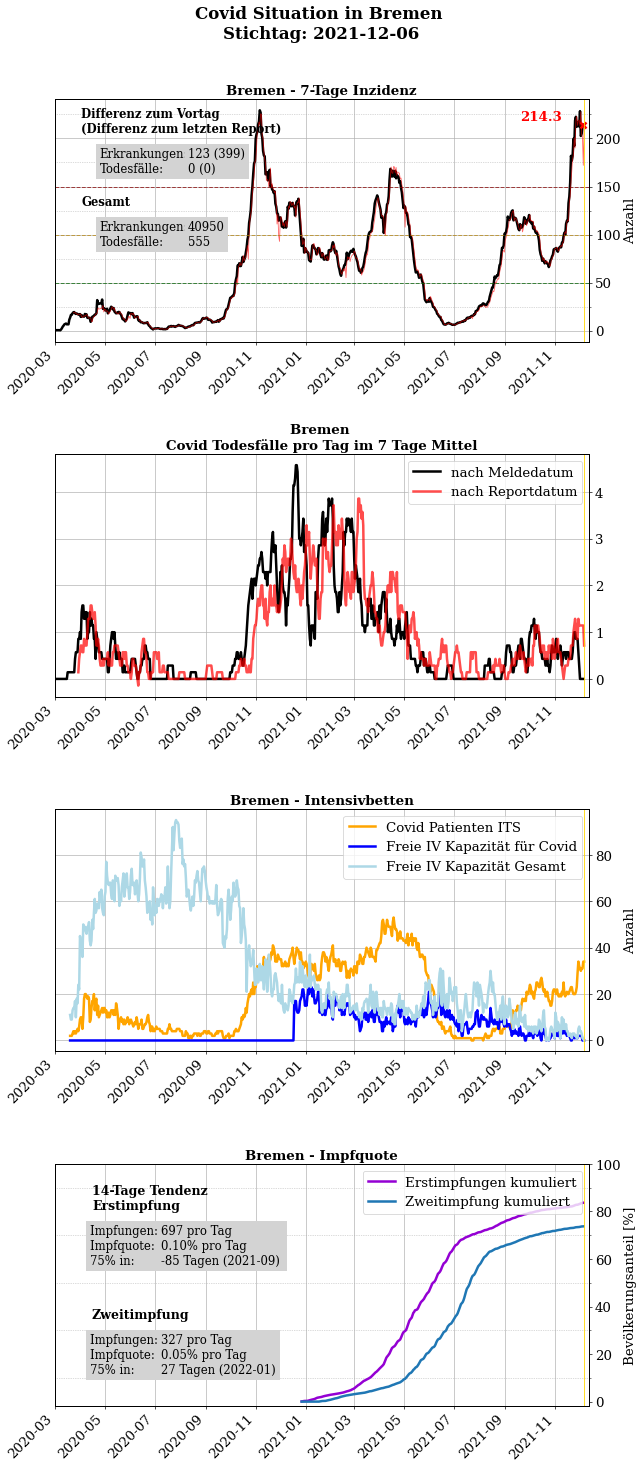 Covid Situation in Bremen
Stichtag: 2021-12-06
Bremen - 7-Tage Inzidenz
Differenz zum Vortag
(Differenz zum letzten Report)
214.3
Erkrankungen 123 (399)
Todesfälle: 0 (0)
Gesamt
Erkrankungen 40950
Todesfälle: 555
200
150
100
50
0
Anzahl
2020-03
2020-05
2020-07
2020-09
2020-11
2021-01
2021-03
2021-05
2021-07
2021-09
2021-11
Bremen
Covid Todesfälle pro Tag im 7 Tage Mittel
nach Meldedatum
nach Reportdatum
4
3
2
1
0
2020-03
2020-05
2020-07
2020-09
2020-11
2021-01
2021-03
2021-05
2021-07
2021-09
2021-11
Bremen - Intensivbetten
Covid Patienten ITS
Freie IV Kapazität für Covid
Freie IV Kapazität Gesamt
80
60
40
20
0
Anzahl
2020-03
2020-05
2020-07
2020-09
2020-11
2021-01
2021-03
2021-05
2021-07
2021-09
2021-11
Bremen - Impfquote
Erstimpfungen kumuliert
Zweitimpfung kumuliert
14-Tage Tendenz
Erstimpfung
Impfungen: 697 pro Tag
Impfquote: 0.10% pro Tag
75% in: -85 Tagen (2021-09)
Zweitimpfung
Impfungen: 327 pro Tag
Impfquote: 0.05% pro Tag
75% in: 27 Tagen (2022-01)
100
80
60
40
20
0
Bevölkerungsanteil [%]
2020-03
2020-05
2020-07
2020-09
2020-11
2021-01
2021-03
2021-05
2021-07
2021-09
2021-11